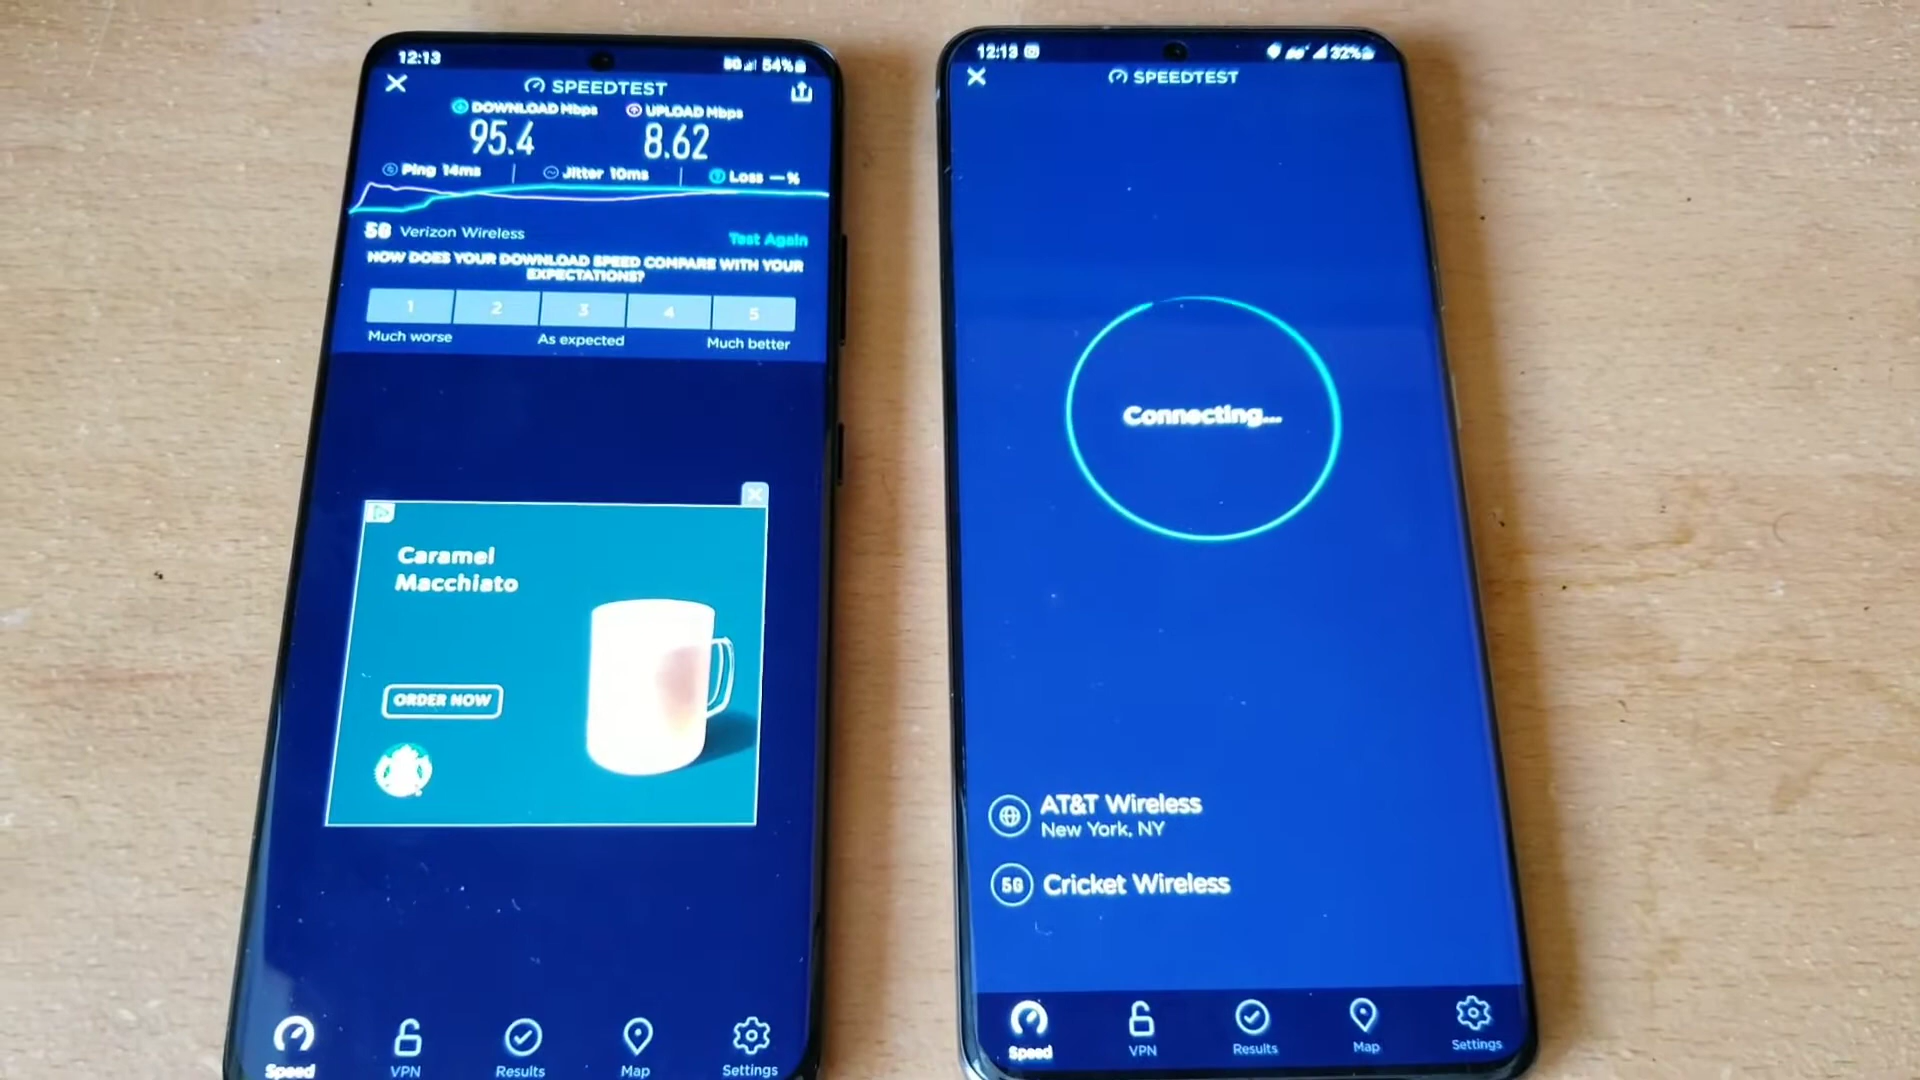 12:13
5G 54%
SPEEDTEST
DOWNLOAD Mbps
UPLOAD Mbps
95.4
8.62
Ping 14ms
Jitter 10ms
Loss —%
5G Verizon Wireless
Test Again
HOW DOES YOUR DOWNLOAD SPEED COMPARE WITH YOUR
EXPECTATIONS?
1 2 3 4 5
Much worse
As expected
Much better
Caramel
Macchiato
ORDER NOW
Speed
VPN
Results
Map
Settings
12:13
32%
SPEEDTEST
Connecting...
AT&T Wireless
New York, NY
5G Cricket Wireless
Speed
VPN
Results
Map
Settings